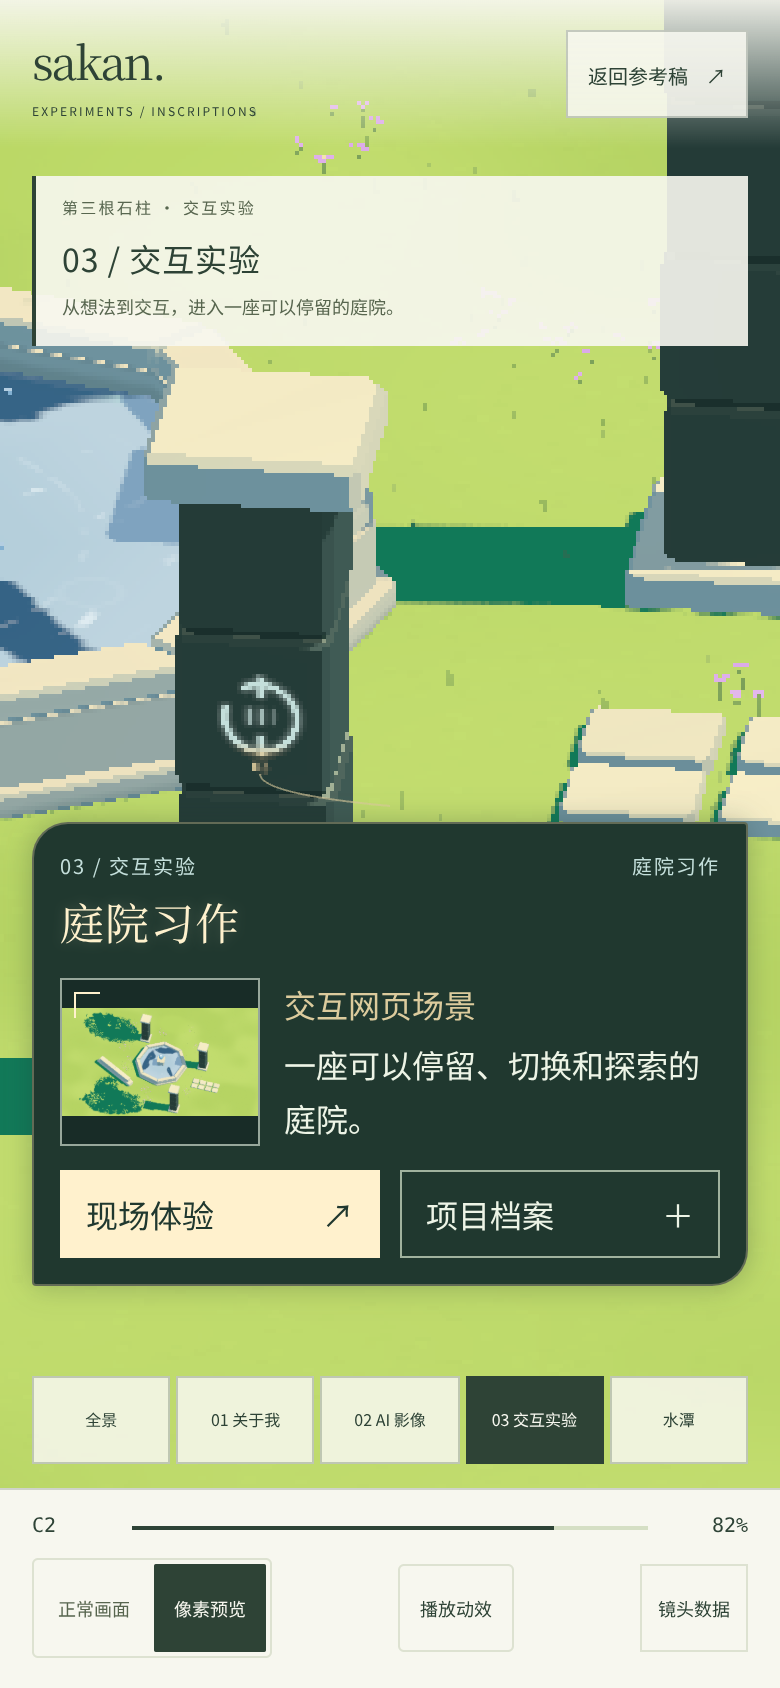 sakan.
EXPERIMENTS / INSCRIPTIONS
返回参考稿 ↗
第三根石柱 · 交互实验
03 / 交互实验
从想法到交互，进入一座可以停留的庭院。
03 / 交互实验
庭院习作
庭院习作
交互网页场景
一座可以停留、切换和探索的
庭院。
现场体验 ↗
项目档案 +
全景
01 关于我
02 AI 影像
03 交互实验
水潭
C2
82%
正常画面
像素预览
播放动效
镜头数据